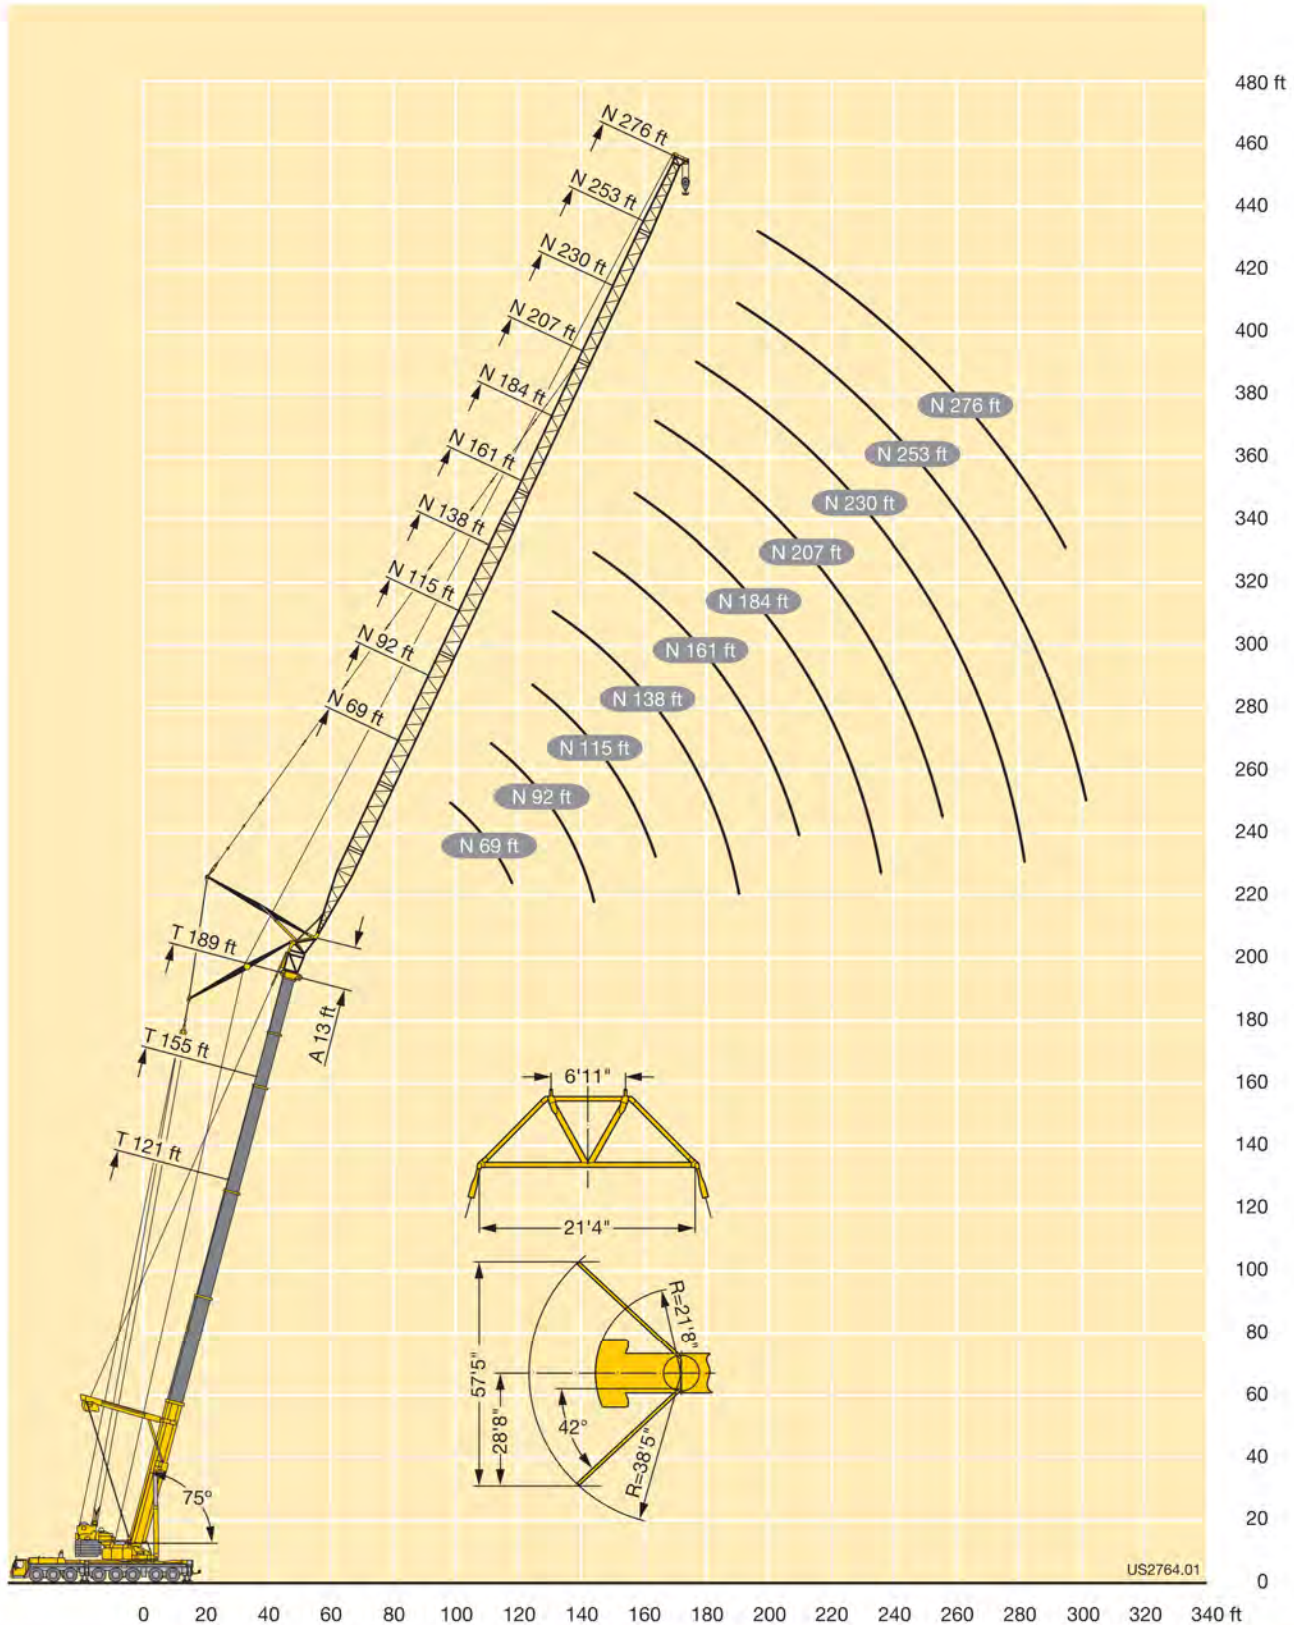 480 ft
460
440
420
400
380
360
340
320
300
280
260
240
220
200
180
160
140
120
100
80
60
40
20
0
N 276 ft
N 253 ft
N 230 ft
N 207 ft
N 184 ft
N 161 ft
N 138 ft
N 115 ft
N 92 ft
N 69 ft
N 276 ft
N 253 ft
N 230 ft
N 207 ft
N 184 ft
N 161 ft
N 138 ft
N 115 ft
N 92 ft
N 69 ft
T 189 ft
A 13 ft
T 155 ft
T 121 ft
6'11"
21'4"
R=21'8"
57'5"
28'8"
42°
R=38'5"
75°
US2764.01
0 20 40 60 80 100 120 140 160 180 200 220 240 260 280 300 320 340 ft